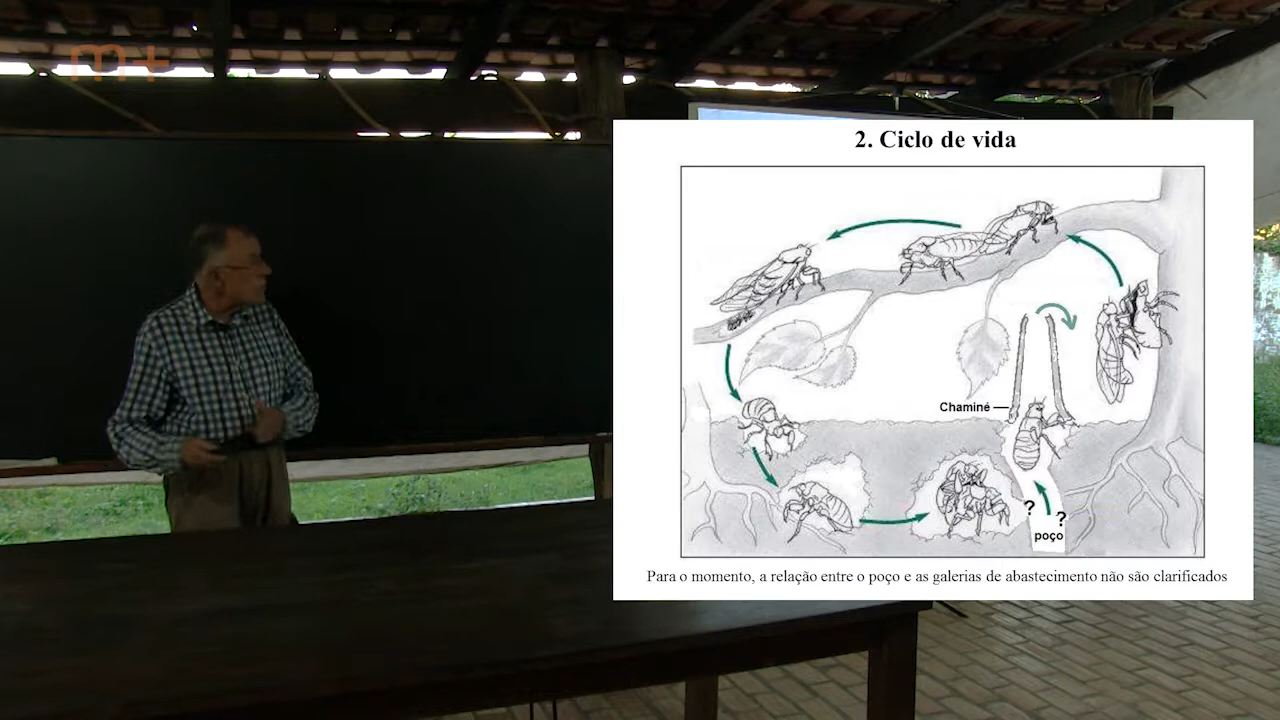 m+
2. Ciclo de vida
Chaminé
?
?
poço
Para o momento, a relação entre o poço e as galerias de abastecimento não são clarificados